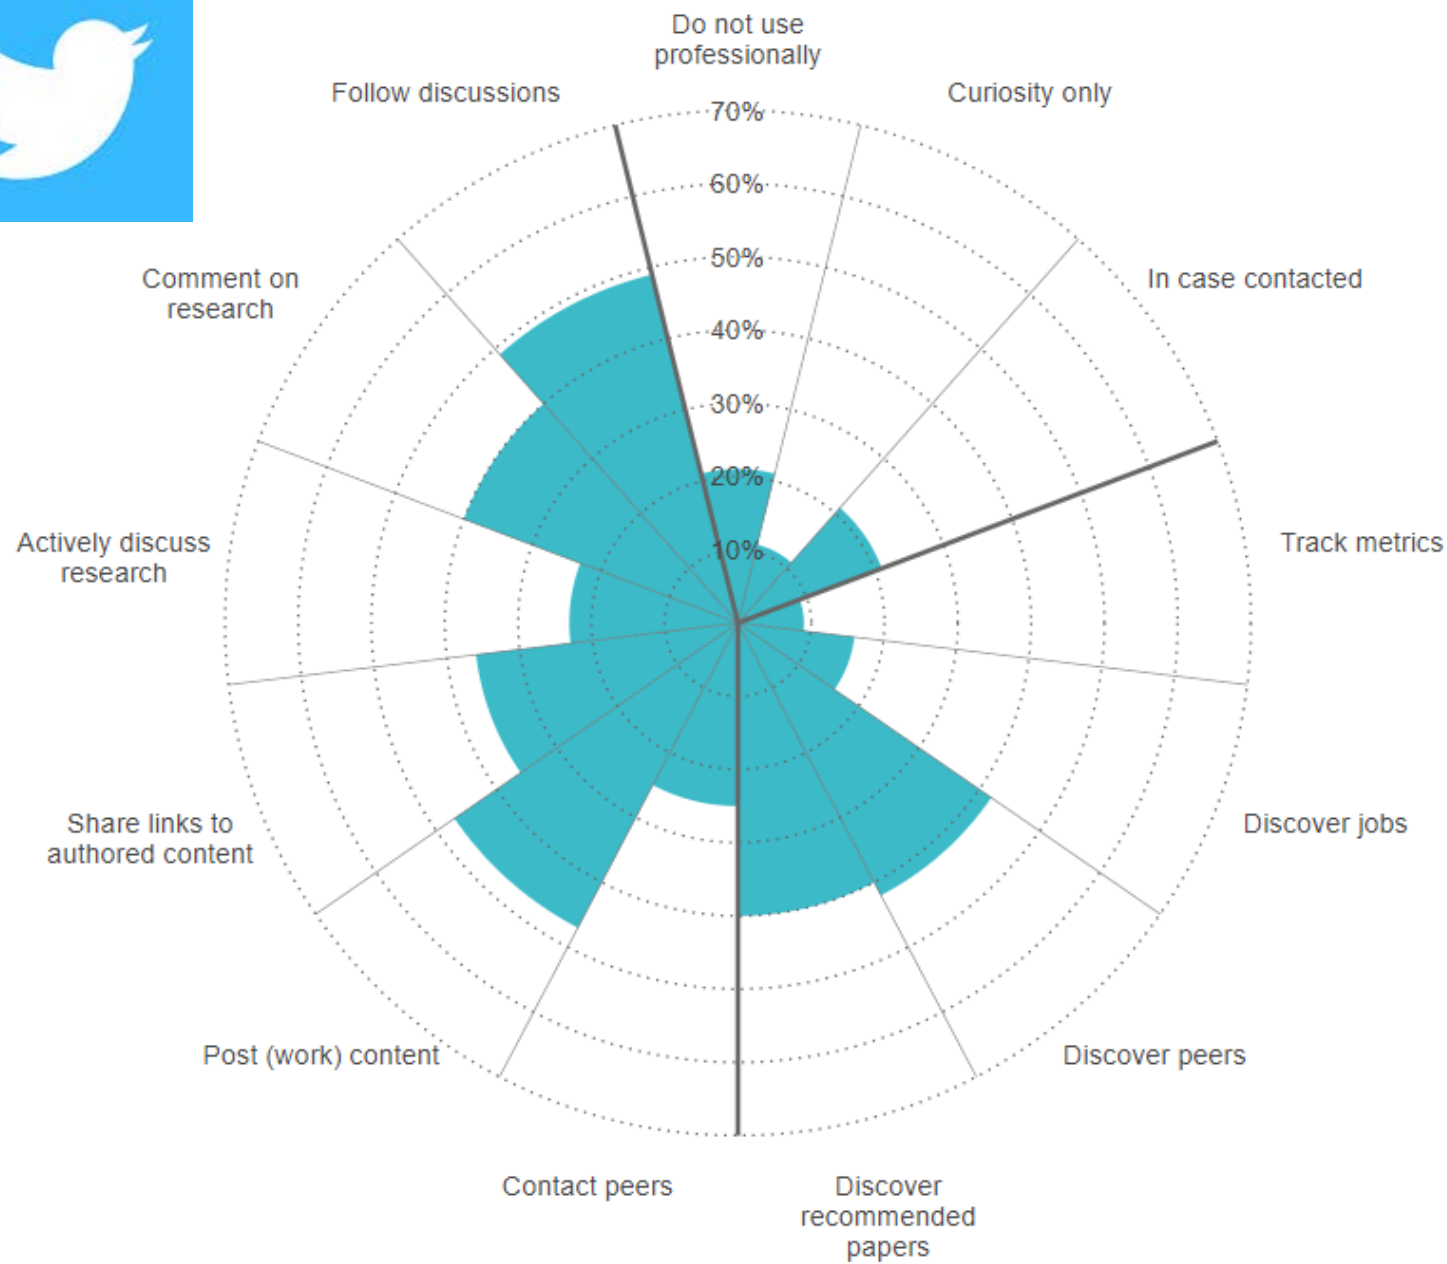 Do not use
professionally
Follow discussions
Curiosity only
70%
60%
50%
40%
30%
20%
10%
Comment on
research
In case contacted
Actively discuss
research
Track metrics
Share links to
authored content
Discover jobs
Post (work) content
Discover peers
Contact peers
Discover
recommended
papers